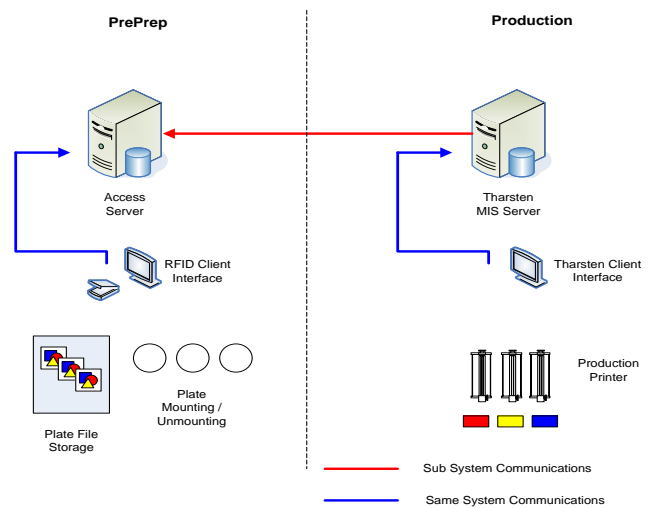 PrePrep
Production
Access
Server
Tharsten
MIS Server
RFID Client
Interface
Tharsten Client
Interface
Plate File
Storage
Plate
Mounting /
Unmounting
Production
Printer
Sub System Communications
Same System Communications